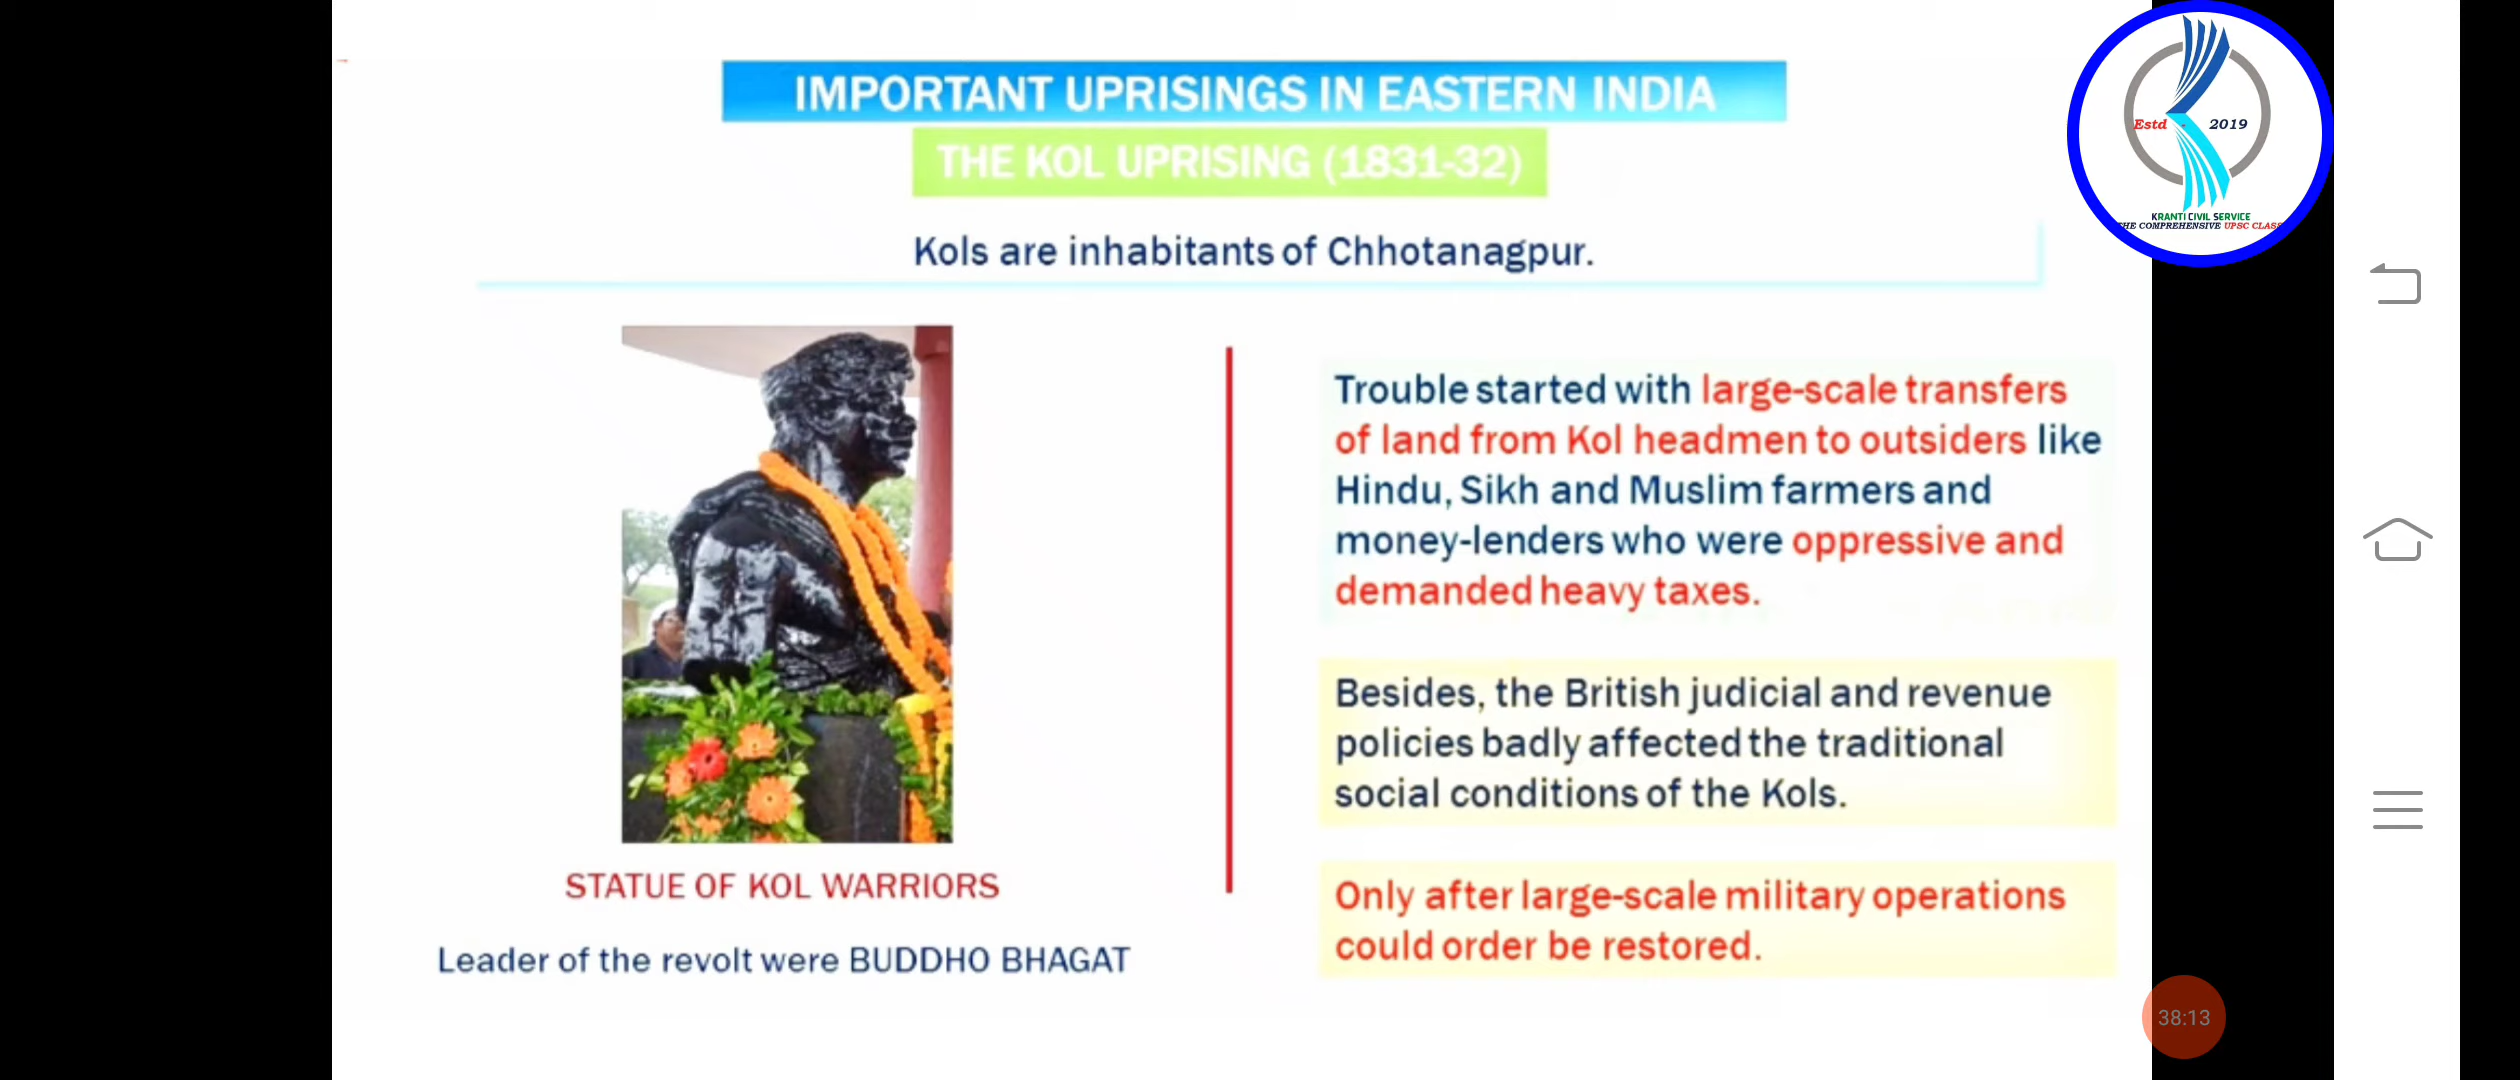 IMPORTANT UPRISINGS IN EASTERN INDIA
THE KOL UPRISING (1831-32)
Estd
2019
KRANTI CIVIL SERVICE
THE COMPREHENSIVE UPSC CLASS
Kols are inhabitants of Chhotanagpur.
STATUE OF KOL WARRIORS
Leader of the revolt were BUDDHO BHAGAT
Trouble started with large-scale transfers
of land from Kol headmen to outsiders like
Hindu, Sikh and Muslim farmers and
money-lenders who were oppressive and
demanded heavy taxes.
Besides, the British judicial and revenue
policies badly affected the traditional
social conditions of the Kols.
Only after large-scale military operations
could order be restored.
38:13